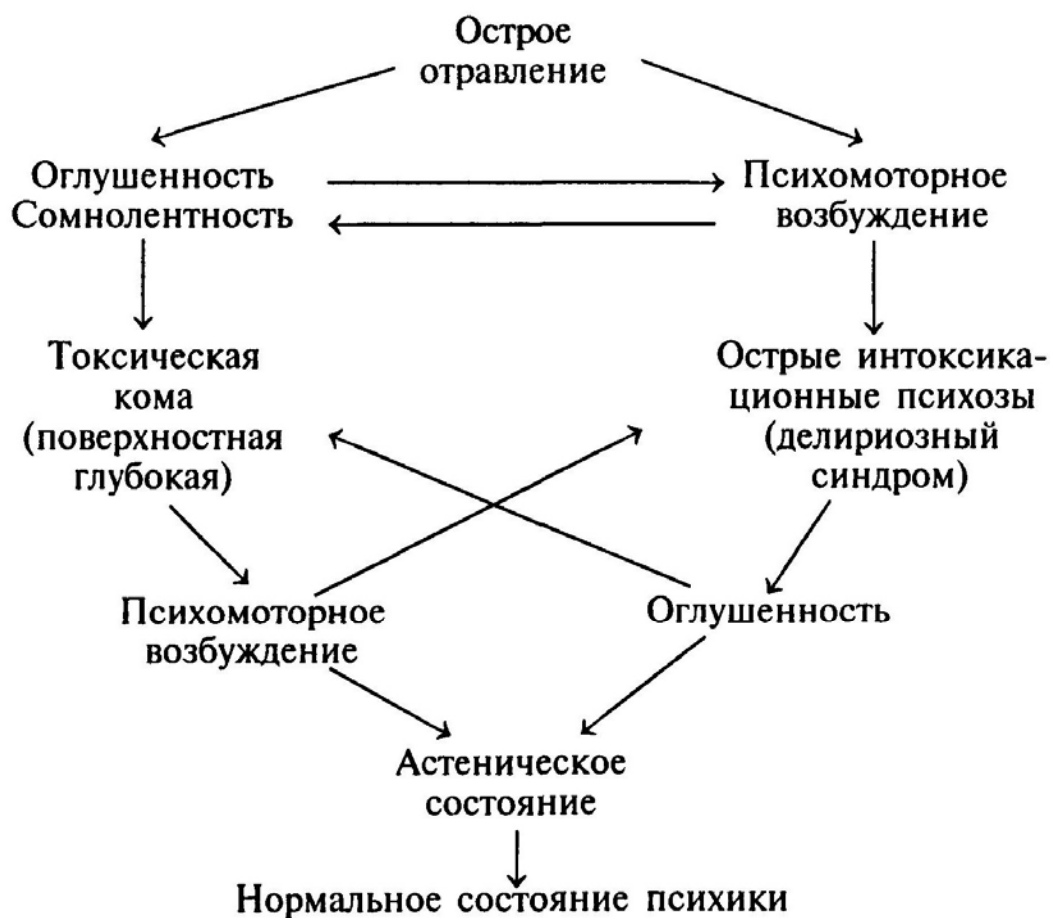 Острое
отравление
Оглушенность
Сомнолентность
Психомоторное
возбуждение
Токсическая
кома
(поверхностная
глубокая)
Острые интоксика-
ционные психозы
(делириозный
синдром)
Психомоторное
возбуждение
Оглушенность
Астеническое
состояние
Нормальное состояние психики